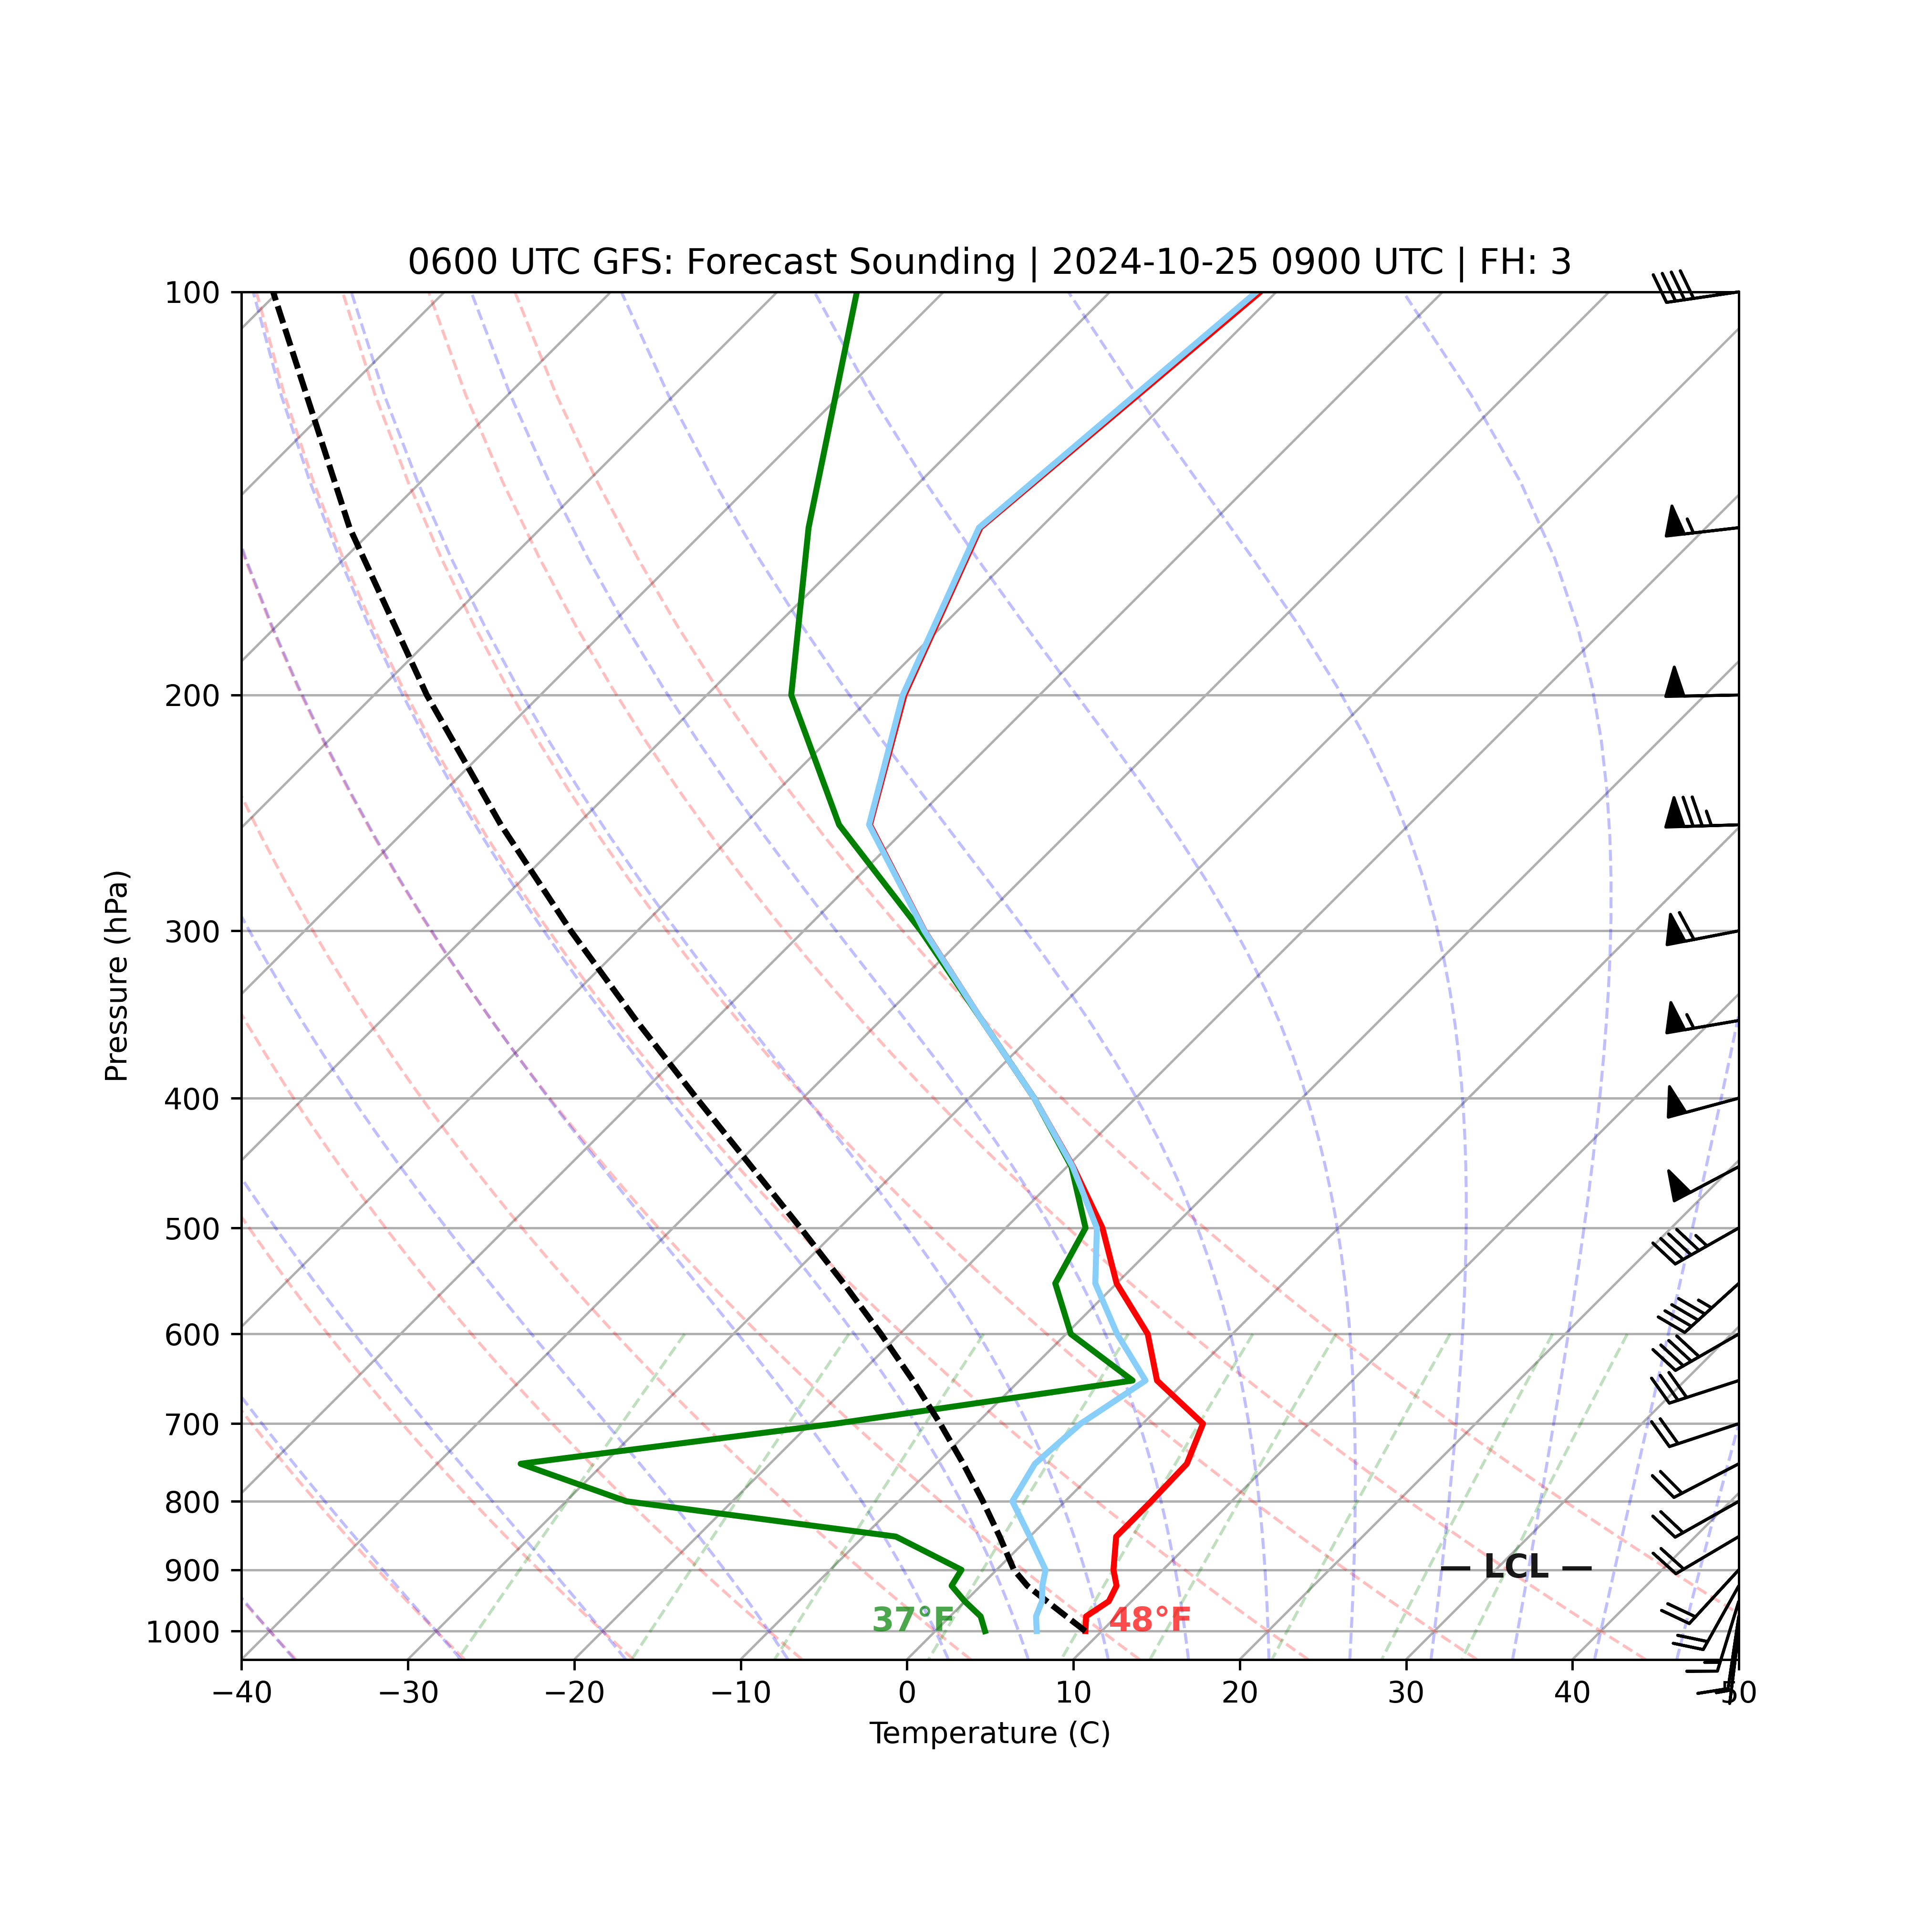 0600 UTC GFS: Forecast Sounding | 2024-10-25 0900 UTC | FH: 3
100
200
300
400
500
600
700
800
900
1000
Pressure (hPa)
— LCL —
37°F
48°F
−40 −30 −20 −10 0 10 20 30 40 50
Temperature (C)